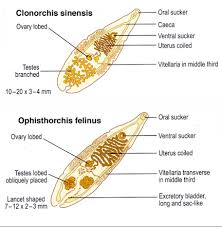 Clonorchis sinensis
Oral sucker
Ovary lobed
Caeca
Ventral sucker
Uterus coiled
Testes
branched
Vitellaria in middle third
10–20 x 3–4 mm
Ophisthorchis felinus
Oral sucker
Ovary lobed
Ventral sucker
Uterus coiled
Testes lobed
obliquely placed
Vitellaria transverse
in middle third
Lancet shaped
7–12 x 2–3 mm
Excretory bladder,
long and sac-like